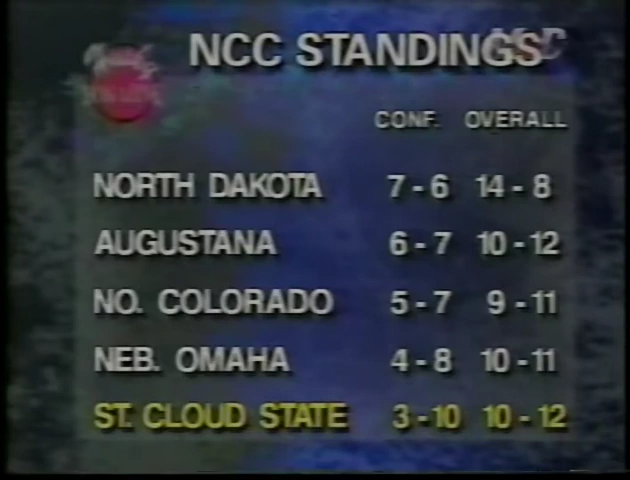 NCC STANDINGS
CONF. OVERALL
NORTH DAKOTA 7-6 14-8
AUGUSTANA 6-7 10-12
NO. COLORADO 5-7 9-11
NEB. OMAHA 4-8 10-11
ST. CLOUD STATE 3-10 10-12